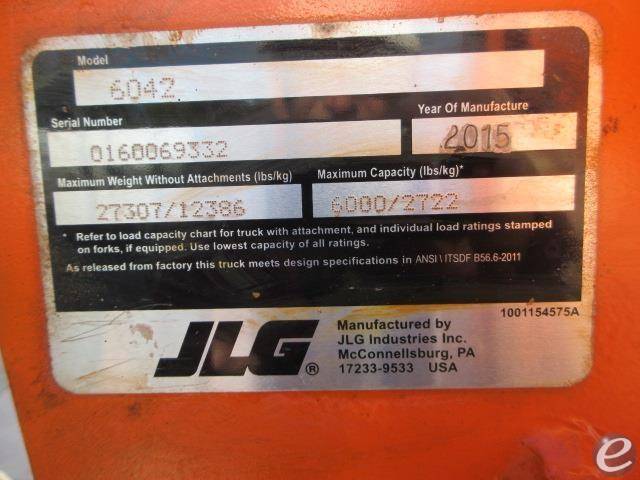 Model
6042
Serial Number
Year Of Manufacture
0160069332
2015
Maximum Weight Without Attachments (lbs/kg)
Maximum Capacity (lbs/kg)*
27307/12386
6000/2722
* Refer to load capacity chart for truck with attachment, and individual load ratings stamped
on forks, if equipped. Use lowest capacity of all ratings.
As released from factory this truck meets design specifications in ANSI \ ITSDF B56.6-2011
1001154575A
JLG®
Manufactured by
JLG Industries Inc.
McConnellsburg, PA
17233-9533 USA
e